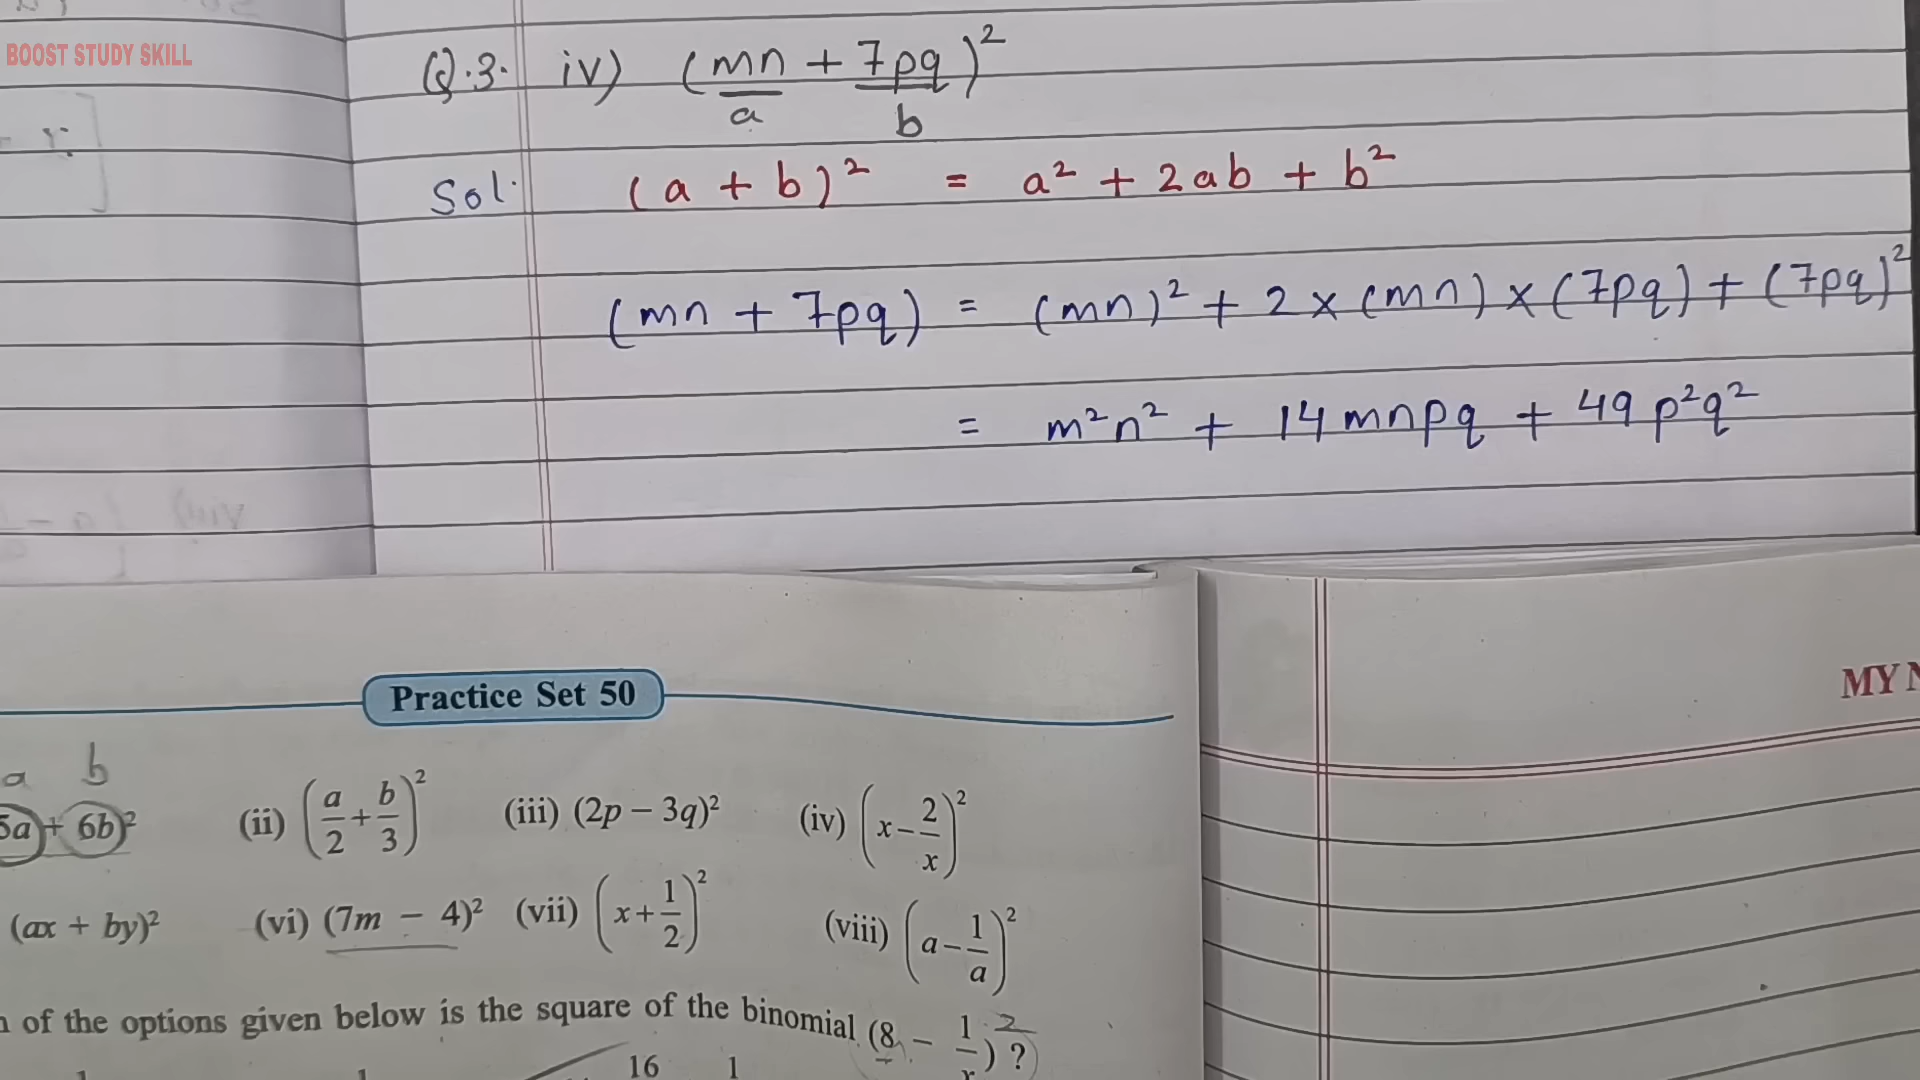 BOOST STUDY SKILL
Q.3. iv) (mn + 7pq)²
a b
Sol. (a + b)² = a² + 2ab + b²
(mn + 7pq) = (mn)² + 2 × (mn) × (7pq) + (7pq)²
= m²n² + 14mnpq + 49p²q²
Practice Set 50
MY
a b
5a + 6b)² (ii) (a/2 + b/3)² (iii) (2p − 3q)² (iv) (x − 2/x)²
(ax + by)² (vi) (7m − 4)² (vii) (x + 1/2)² (viii) (a − 1/a)²
of the options given below is the square of the binomial (8 − 1/x)²?
16 1